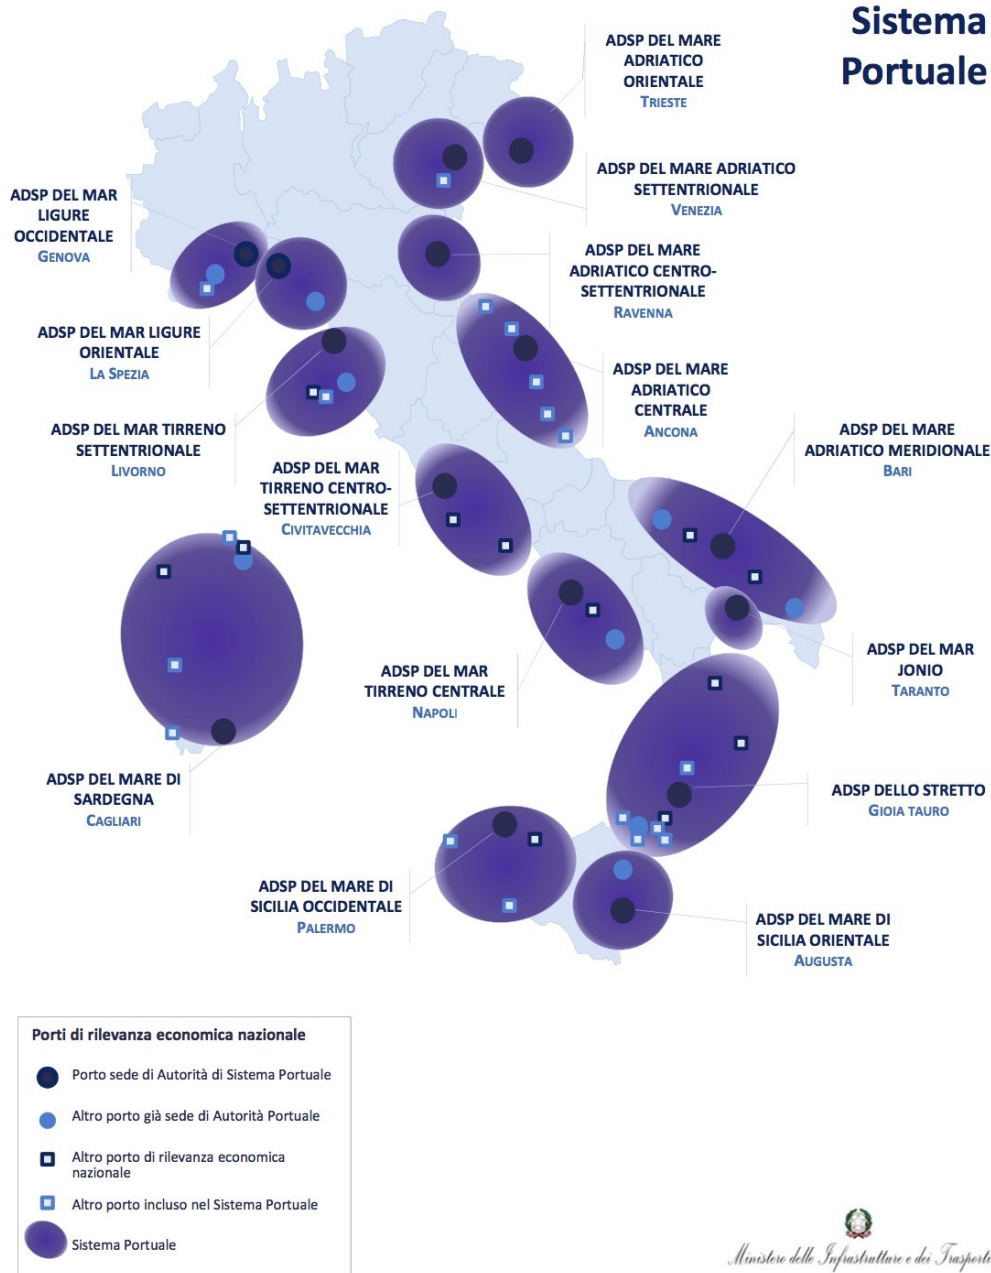 Sistema
Portuale
ADSP DEL MARE
ADRIATICO
ORIENTALE
TRIESTE
ADSP DEL MARE ADRIATICO
SETTENTRIONALE
VENEZIA
ADSP DEL MAR
LIGURE
OCCIDENTALE
GENOVA
ADSP DEL MARE
ADRIATICO CENTRO-
SETTENTRIONALE
RAVENNA
ADSP DEL MAR LIGURE
ORIENTALE
LA SPEZIA
ADSP DEL MARE
ADRIATICO
CENTRALE
ANCONA
ADSP DEL MAR TIRRENO
SETTENTRIONALE
LIVORNO
ADSP DEL MARE
ADRIATICO MERIDIONALE
BARI
ADSP DEL MAR
TIRRENO CENTRO-
SETTENTRIONALE
CIVITAVECCHIA
ADSP DEL MAR
JONIO
TARANTO
ADSP DEL MAR
TIRRENO CENTRALE
NAPOLI
ADSP DEL MARE DI
SARDEGNA
CAGLIARI
ADSP DELLO STRETTO
GIOIA TAURO
ADSP DEL MARE DI
SICILIA OCCIDENTALE
PALERMO
ADSP DEL MARE DI
SICILIA ORIENTALE
AUGUSTA
Porti di rilevanza economica nazionale
Porto sede di Autorità di Sistema Portuale
Altro porto già sede di Autorità Portuale
Altro porto di rilevanza economica
nazionale
Altro porto incluso nel Sistema Portuale
Sistema Portuale
Ministero delle Infrastrutture e dei Trasporti